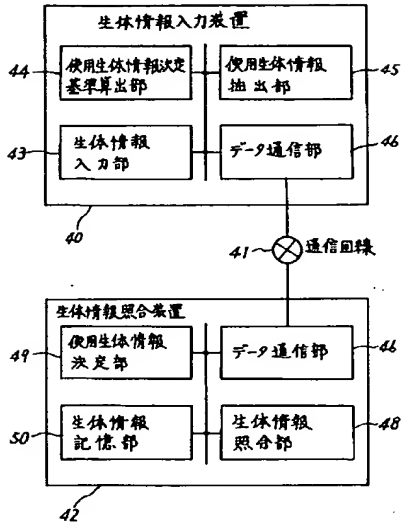 生体情報入力装置
44
使用生体情報決定
基準算出部
使用生体情報
抽出部
45
43
生体情報
入力部
データ通信部
46
40
41
通信回線
生体情報照合装置
49
使用生体情報
決定部
データ通信部
46
50
生体情報
記憶部
生体情報
照合部
48
42